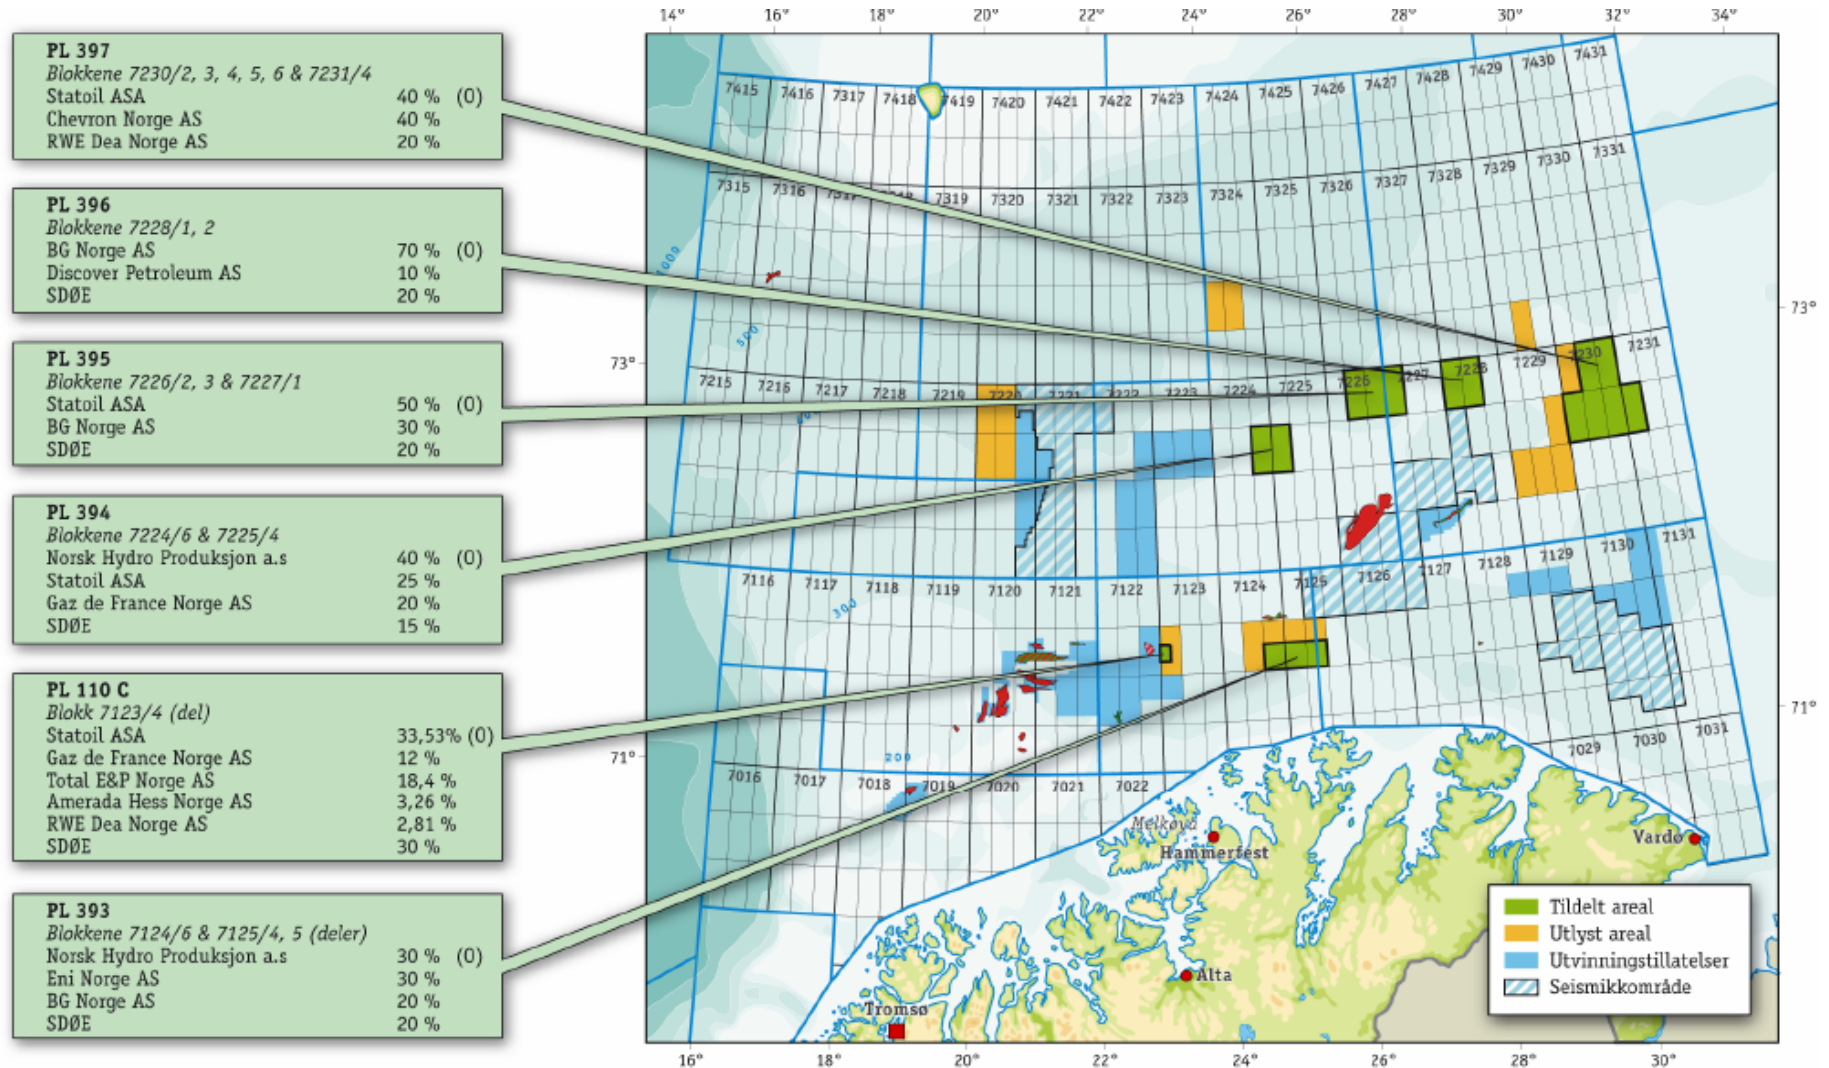 14° 16° 18° 20° 22° 24° 26° 28° 30° 32° 34°
PL 397
Blokkene 7230/2, 3, 4, 5, 6 & 7231/4
Statoil ASA 40 % (O)
Chevron Norge AS 40 %
RWE Dea Norge AS 20 %
PL 396
Blokkene 7228/1, 2
BG Norge AS 70 % (O)
Discover Petroleum AS 10 %
SDØE 20 %
PL 395
Blokkene 7226/2, 3 & 7227/1
Statoil ASA 50 % (O)
BG Norge AS 30 %
SDØE 20 %
PL 394
Blokkene 7224/6 & 7225/4
Norsk Hydro Produksjon a.s 40 % (O)
Statoil ASA 25 %
Gaz de France Norge AS 20 %
SDØE 15 %
PL 110 C
Blokk 7123/4 (del)
Statoil ASA 33,53% (O)
Gaz de France Norge AS 12 %
Total E&P Norge AS 18,4 %
Amerada Hess Norge AS 3,26 %
RWE Dea Norge AS 2,81 %
SDØE 30 %
PL 393
Blokkene 7124/6 & 7125/4, 5 (deler)
Norsk Hydro Produksjon a.s 30 % (O)
Eni Norge AS 30 %
BG Norge AS 20 %
SDØE 20 %
7415 7416 7317 7418 7419 7420 7421 7422 7423 7424 7425 7426 7427 7428 7429 7430 7431
7315 7316 7317 7318 7319 7320 7321 7322 7323 7324 7325 7326 7327 7328 7329 7330 7331
1000
500
73° 73°
7215 7216 7217 7218 7219 7220 7221 7222 7223 7224 7225 7226 7227 7228 7229 7230 7231
7116 7117 7118 7119 7120 7121 7122 7123 7124 7125 7126 7127 7128 7129 7130 7131
300
71° 71°
200
7016 7017 7018 7019 7020 7021 7022 7029 7030 7031
Melkøya
Hammerfest
Vardø
Alta
Tromsø
Tildelt areal
Utlyst areal
Utvinningstillatelser
Seismikkområde
16° 18° 20° 22° 24° 26° 28° 30°